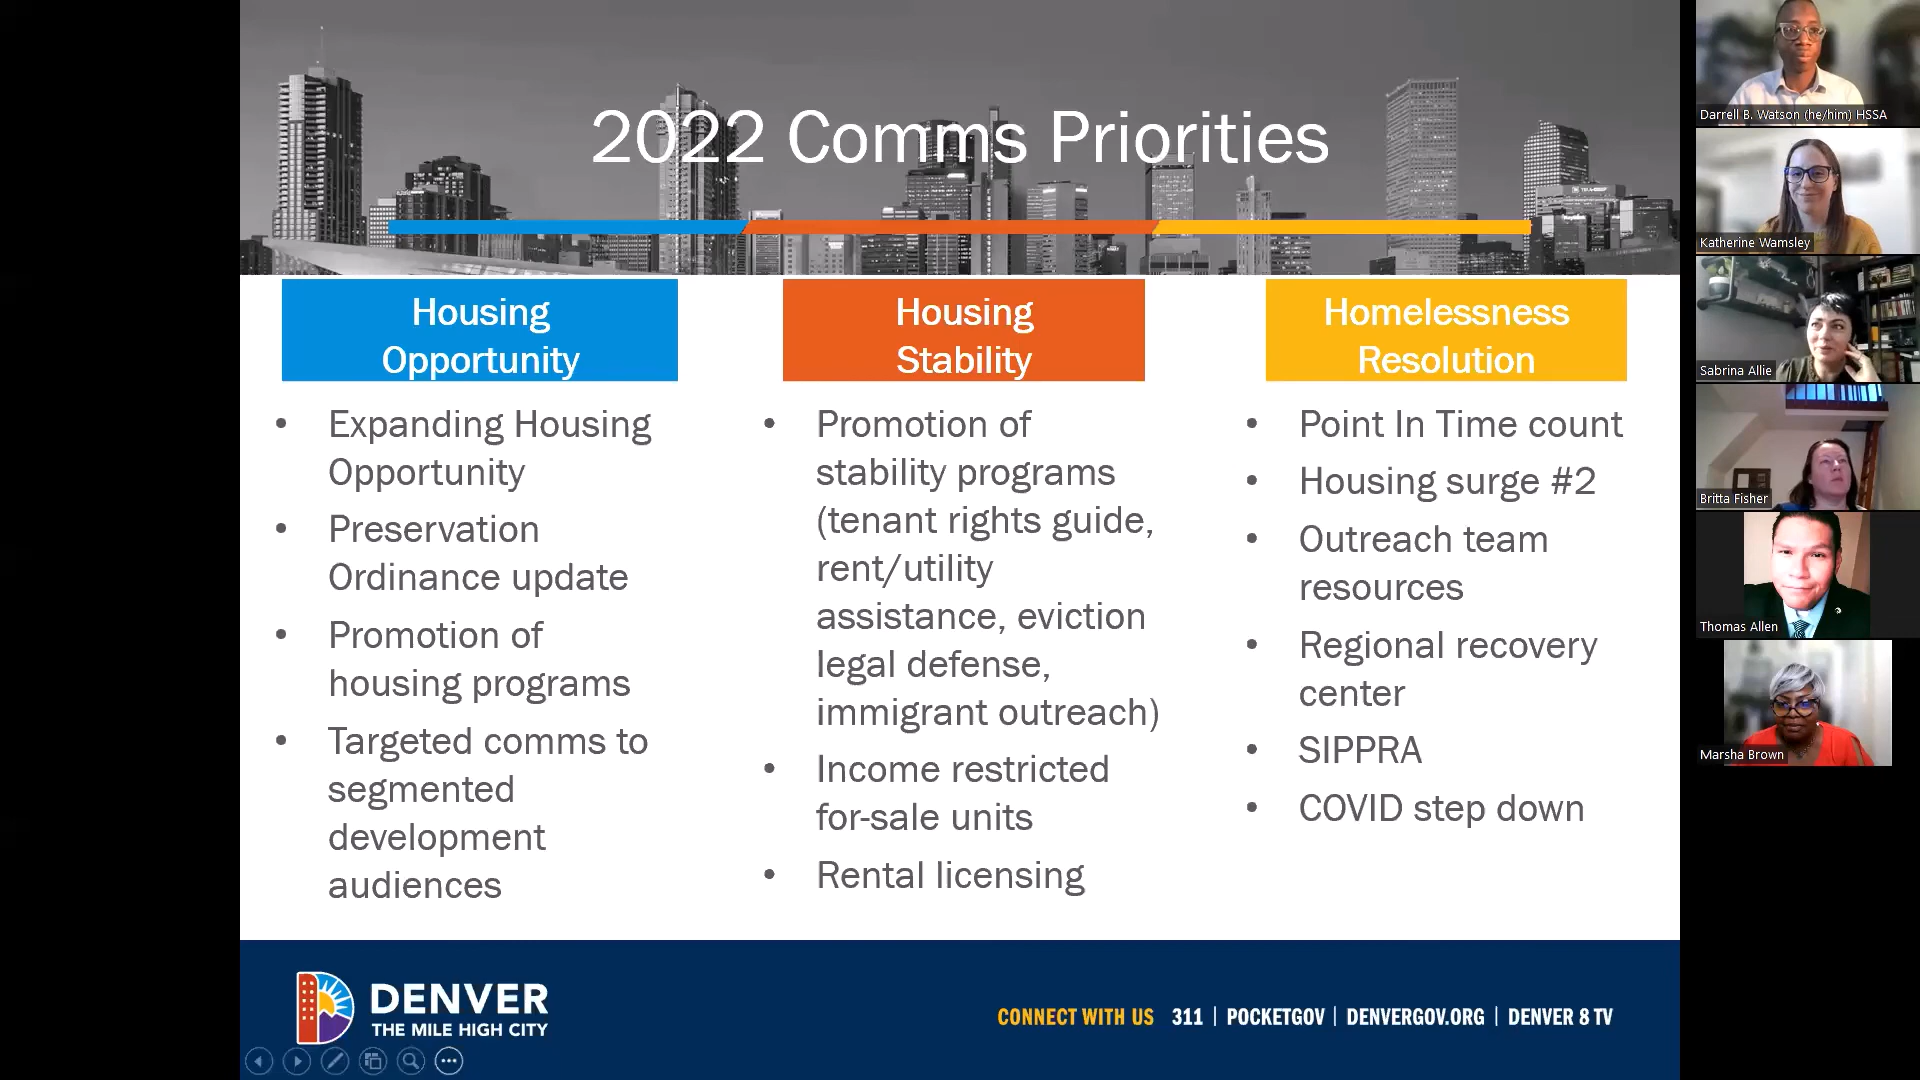 2022 Comms Priorities
Housing
Opportunity
• Expanding Housing
Opportunity
• Preservation
Ordinance update
• Promotion of
housing programs
• Targeted comms to
segmented
development
audiences
Housing
Stability
• Promotion of
stability programs
(tenant rights guide,
rent/utility
assistance, eviction
legal defense,
immigrant outreach)
• Income restricted
for-sale units
• Rental licensing
Homelessness
Resolution
• Point In Time count
• Housing surge #2
• Outreach team
resources
• Regional recovery
center
• SIPPRA
• COVID step down
DENVER
THE MILE HIGH CITY
CONNECT WITH US 311 | POCKETGOV | DENVERGOV.ORG | DENVER 8 TV
Darrell B. Watson (he/him) HSSA
Katherine Wamsley
Sabrina Allie
Britta Fisher
Thomas Allen
Marsha Brown